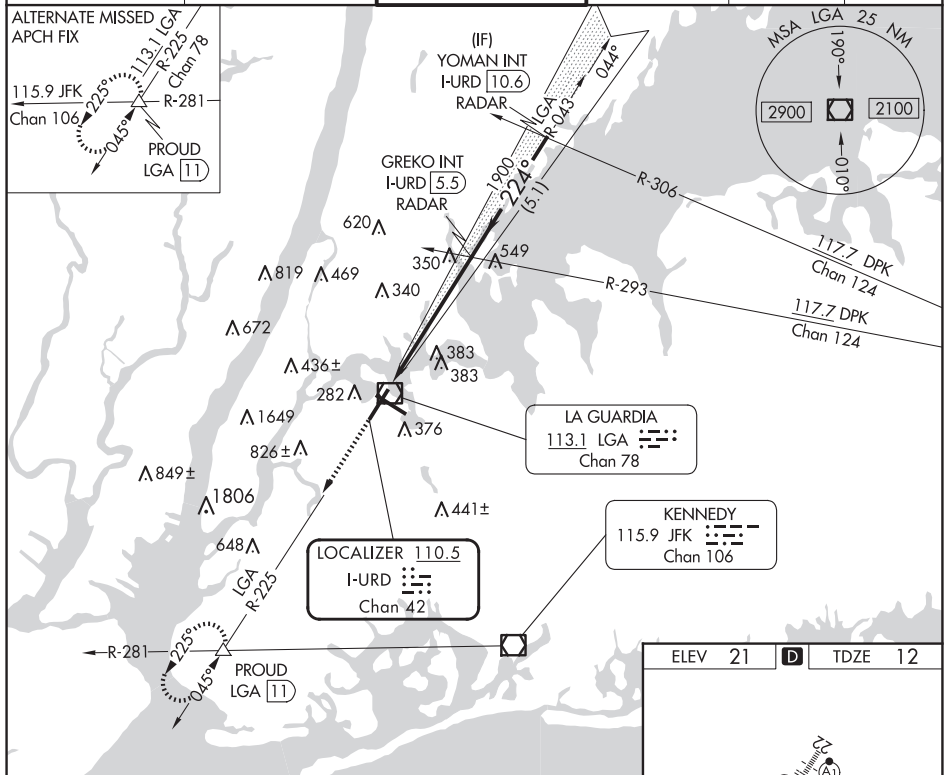 ALTERNATE MISSED
APCH FIX
113.1 LGA
R-225
Chan 78
115.9 JFK
Chan 106
R-281
225°
045°
PROUD
LGA 11
(IF)
YOMAN INT
I-URD 10.6
RADAR
LGA
R-043
044°
MSA LGA 25 NM
190°
2900
2100
010°
GREKO INT
I-URD 5.5
RADAR
1900
224°
(5.1)
R-306
117.7 DPK
Chan 124
R-293
117.7 DPK
Chan 124
620
350
549
819
469
340
672
436±
383
383
282
1649
376
826±
849±
1806
441±
648
LA GUARDIA
113.1 LGA
Chan 78
KENNEDY
115.9 JFK
Chan 106
LOCALIZER 110.5
I-URD
Chan 42
LGA
R-225
R-281
225°
045°
PROUD
LGA 11
ELEV 21
D
TDZE 12
22
A1